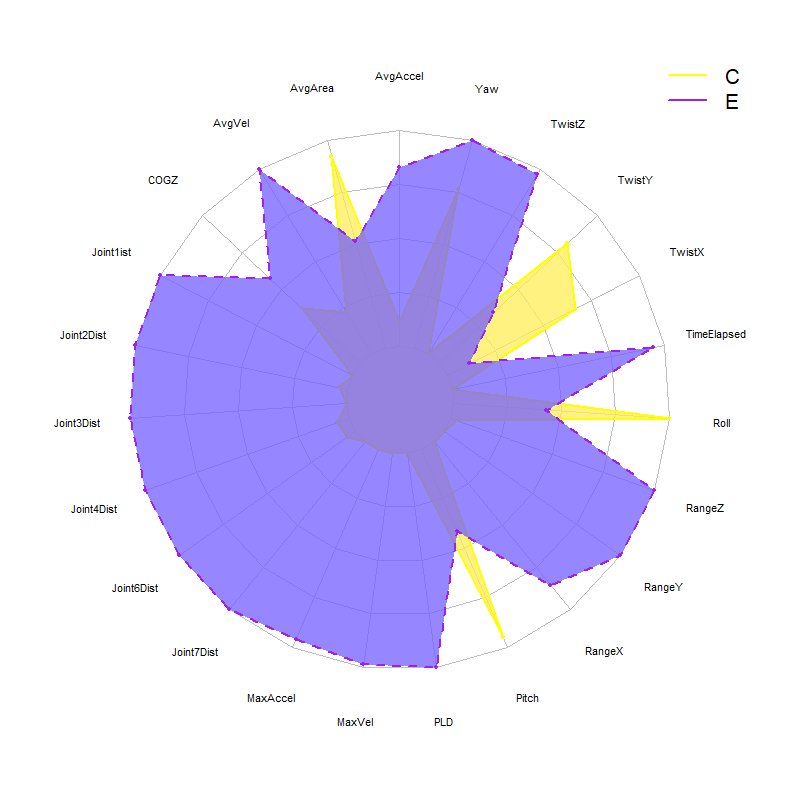 C
E
AvgAccel
Yaw
AvgArea
TwistZ
AvgVel
TwistY
COGZ
TwistX
Joint1ist
TimeElapsed
Joint2Dist
Roll
Joint3Dist
RangeZ
Joint4Dist
RangeY
Joint6Dist
RangeX
Joint7Dist
Pitch
MaxAccel
PLD
MaxVel